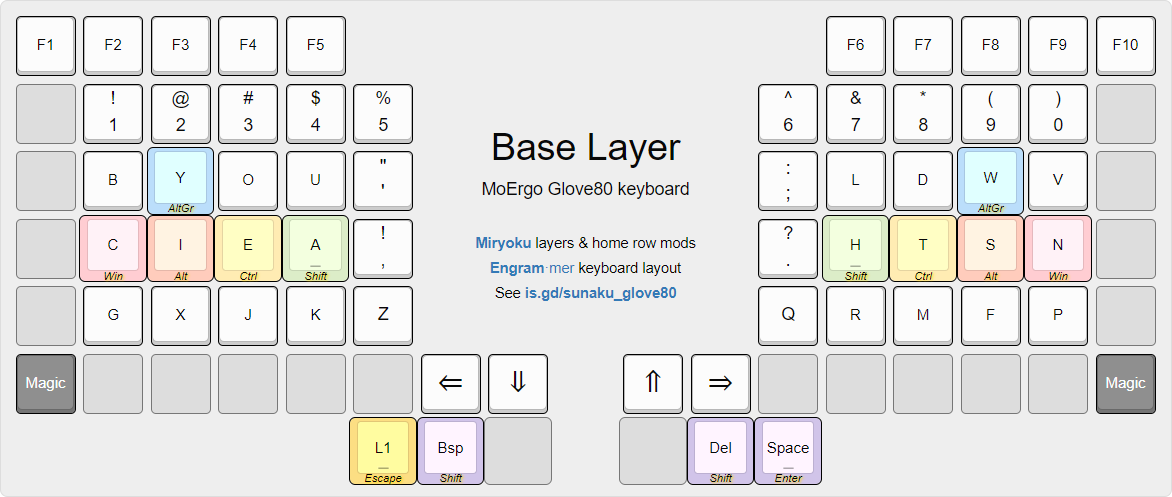 F1 F2 F3 F4 F5 F6 F7 F8 F9 F10
! @ # $ % ^ & * ( )
1 2 3 4 5 6 7 8 9 0
Base Layer
MoErgo Glove80 keyboard
B Y O U " ' : ; L D W V
AltGr AltGr
Miryoku layers & home row mods
Engram·mer keyboard layout
See is.gd/sunaku_glove80
C I E A ! , ? . H T S N
Win Alt Ctrl Shift Shift Ctrl Alt Win
G X J K Z Q R M F P
Magic ⇐ ⇓ ⇑ ⇒ Magic
L1 Bsp Del Space
Escape Shift Shift Enter